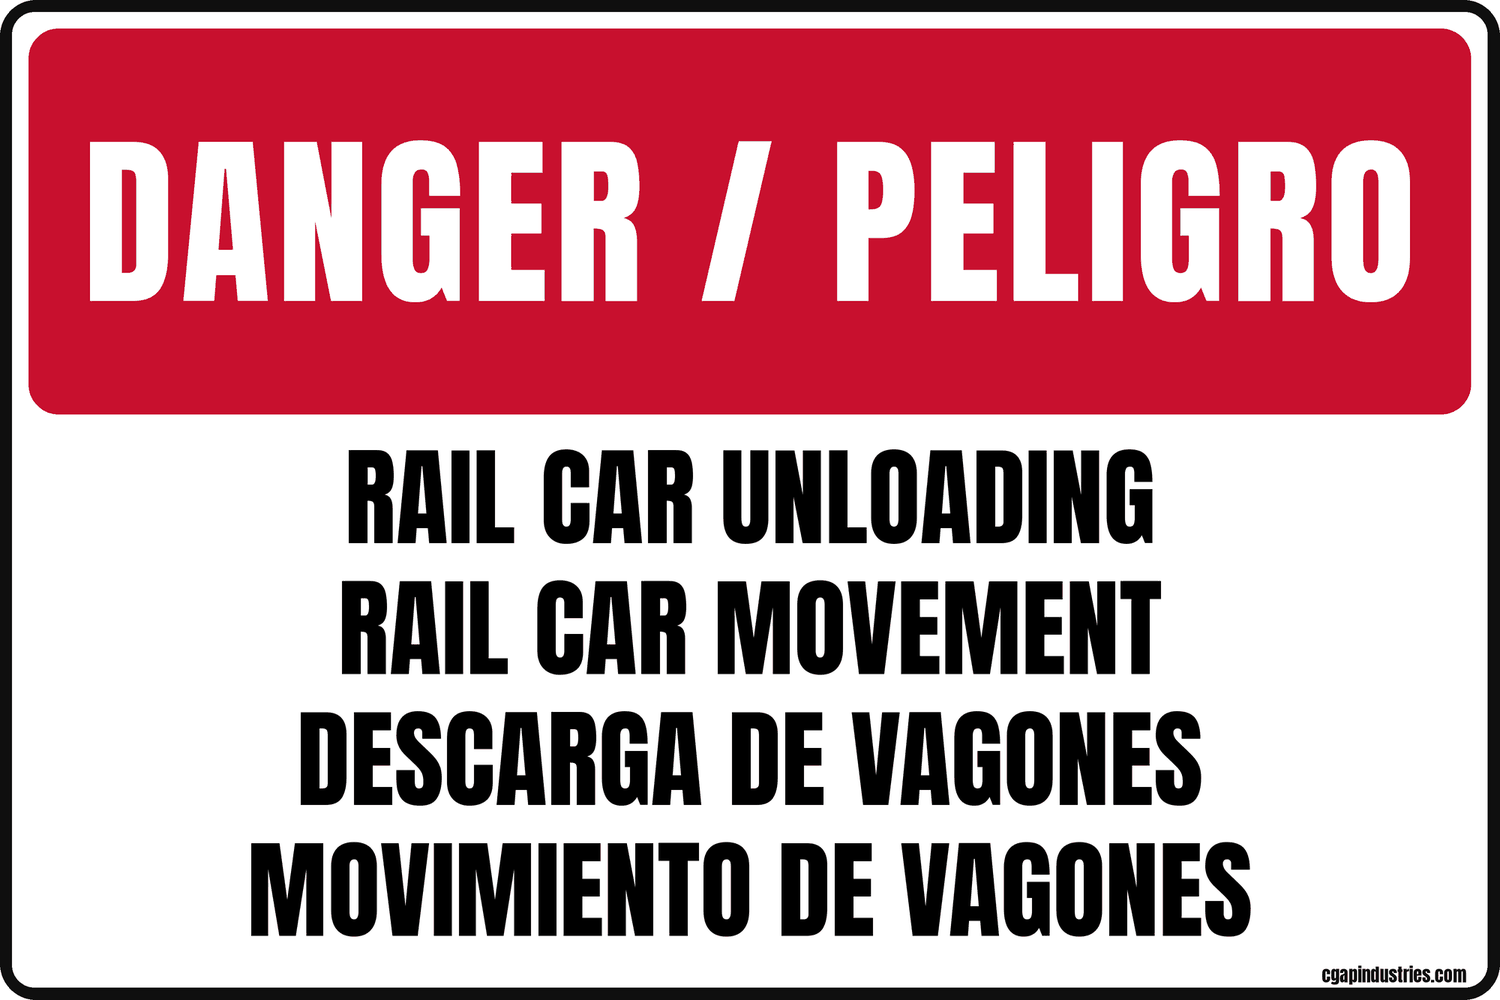 DANGER / PELIGRO
RAIL CAR UNLOADING
RAIL CAR MOVEMENT
DESCARGA DE VAGONES
MOVIMIENTO DE VAGONES
cgapindustries.com